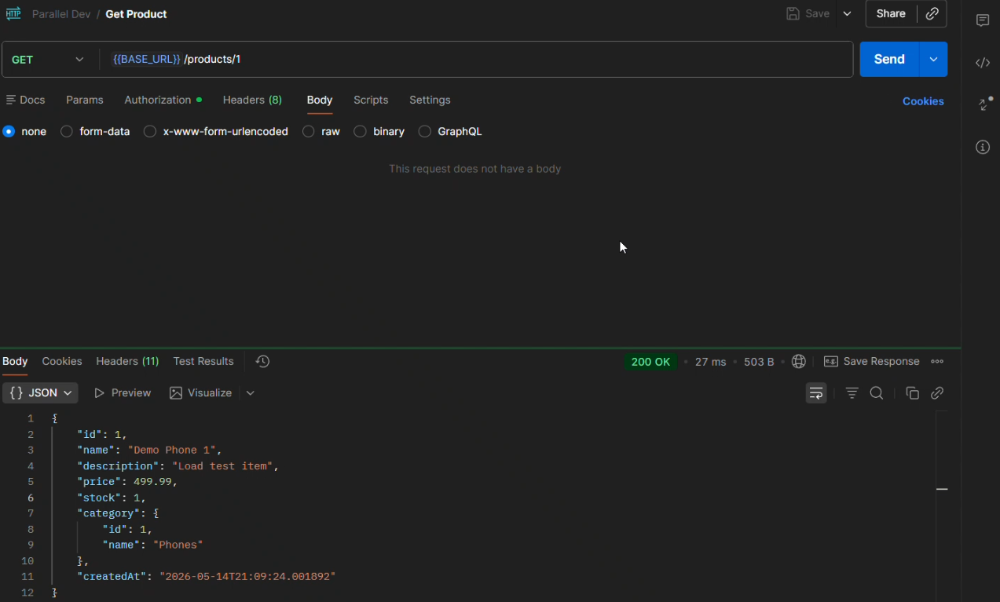 HTTP Parallel Dev / Get Product Save Share
GET {{BASE_URL}} /products/1 Send
Docs Params Authorization Headers (8) Body Scripts Settings Cookies
none form-data x-www-form-urlencoded raw binary GraphQL
This request does not have a body
Body Cookies Headers (11) Test Results 200 OK • 27 ms • 503 B • e.g. Save Response
{} JSON Preview Visualize
1 {
2 "id": 1,
3 "name": "Demo Phone 1",
4 "description": "Load test item",
5 "price": 499.99,
6 "stock": 1,
7 "category": {
8 "id": 1,
9 "name": "Phones"
10 },
11 "createdAt": "2026-05-14T21:09:24.001892"
12 }